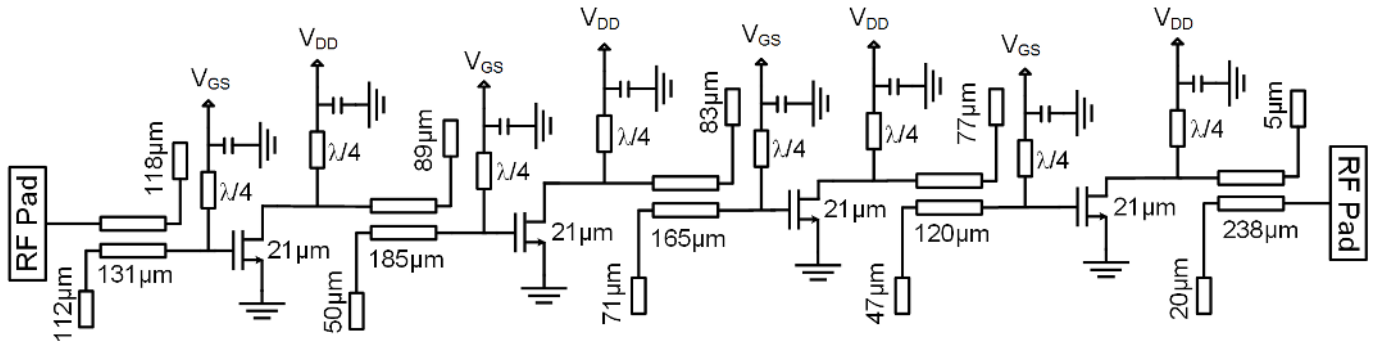 RF Pad
118µm
112µm
131µm
V_GS
λ/4
21µm
V_DD
λ/4
89µm
50µm
185µm
V_GS
λ/4
21µm
V_DD
λ/4
83µm
71µm
165µm
V_GS
λ/4
21µm
V_DD
λ/4
77µm
47µm
120µm
V_GS
λ/4
21µm
V_DD
λ/4
5µm
20µm
238µm
RF Pad